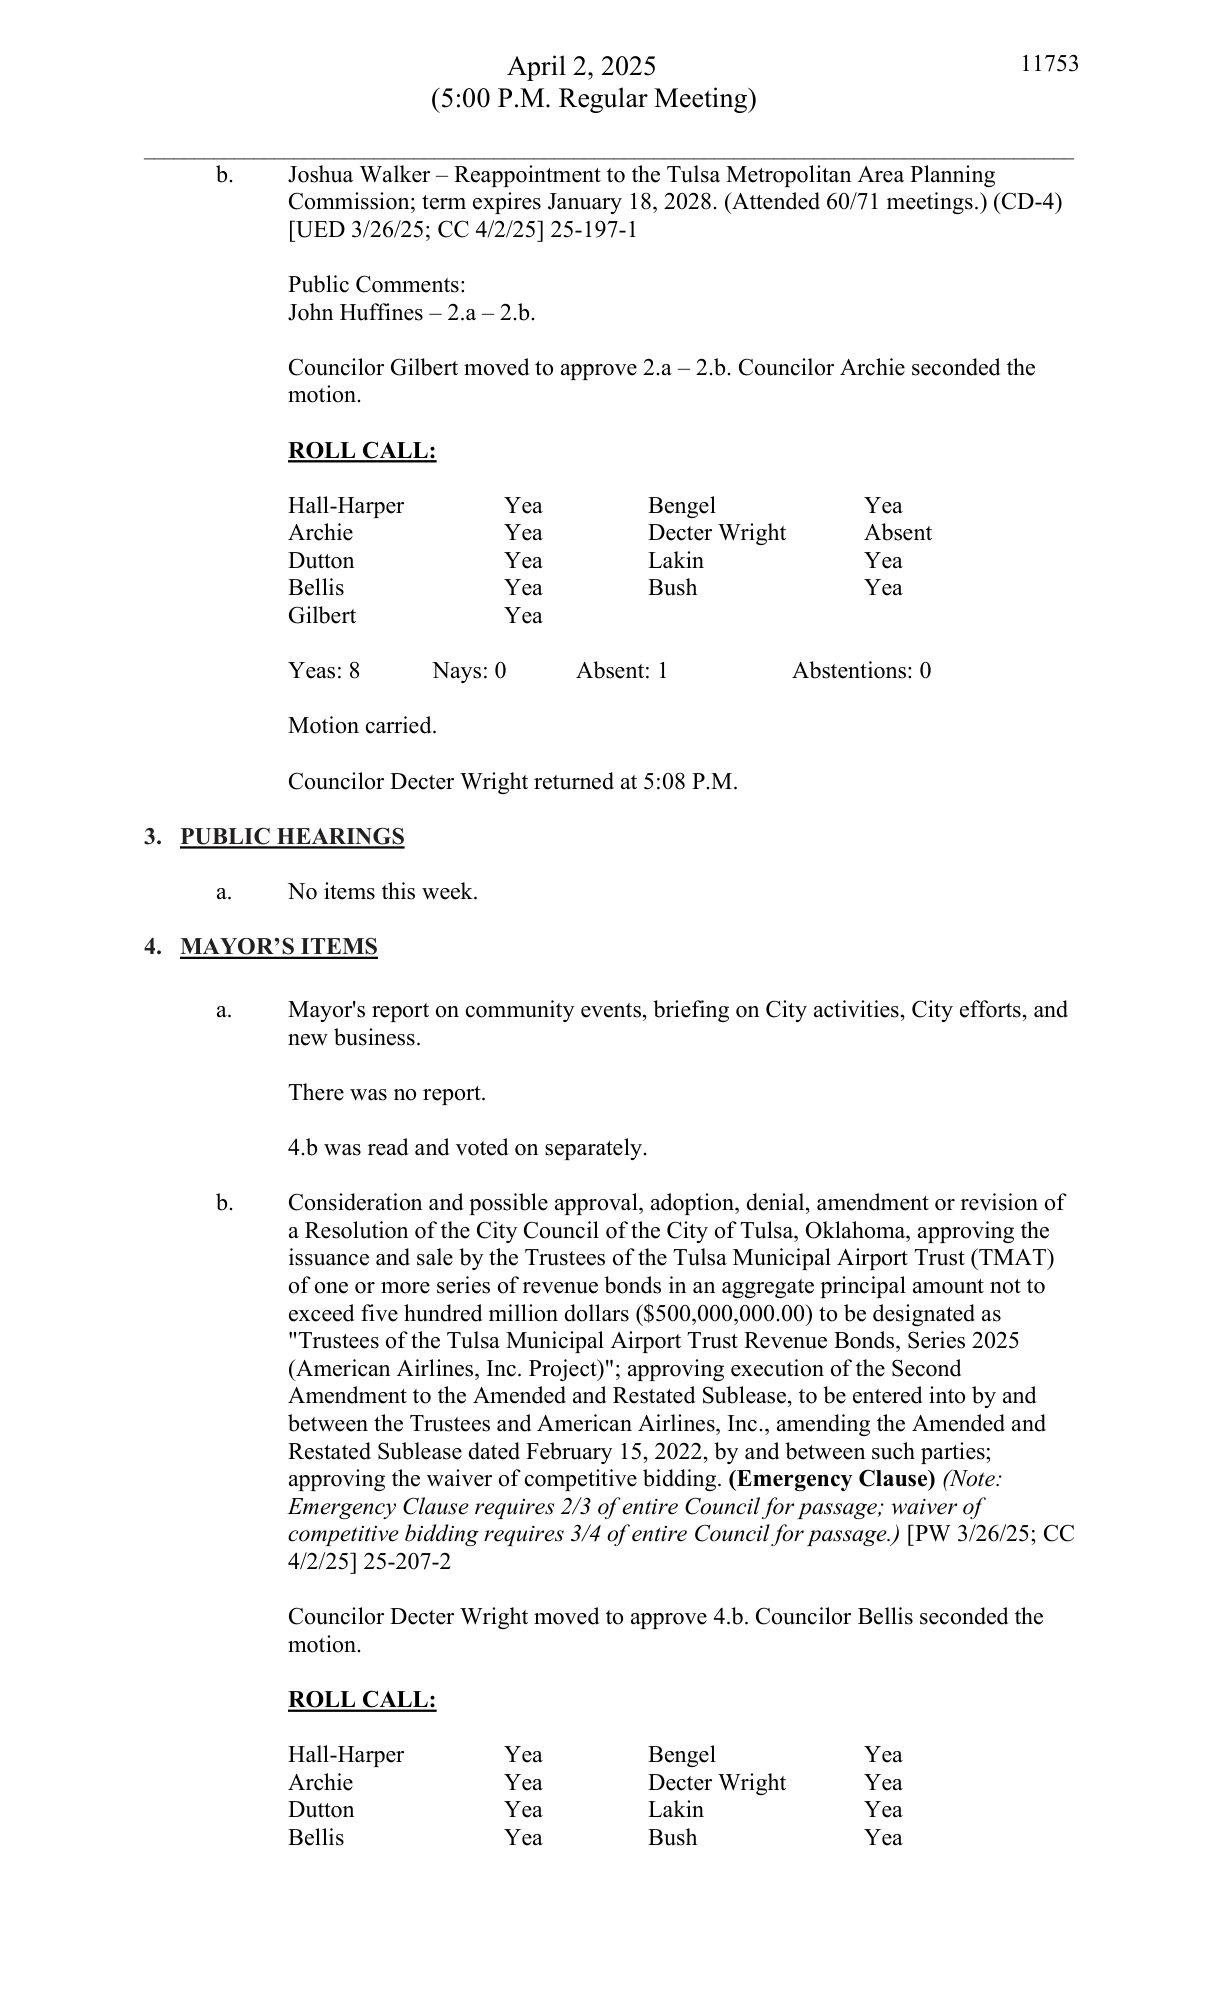 April 2, 2025
11753
(5:00 P.M. Regular Meeting)
b. Joshua Walker – Reappointment to the Tulsa Metropolitan Area Planning
Commission; term expires January 18, 2028. (Attended 60/71 meetings.) (CD-4)
[UED 3/26/25; CC 4/2/25] 25-197-1
Public Comments:
John Huffines – 2.a – 2.b.
Councilor Gilbert moved to approve 2.a – 2.b. Councilor Archie seconded the
motion.
ROLL CALL:
Hall-Harper Yea Bengel Yea
Archie Yea Decter Wright Absent
Dutton Yea Lakin Yea
Bellis Yea Bush Yea
Gilbert Yea
Yeas: 8 Nays: 0 Absent: 1 Abstentions: 0
Motion carried.
Councilor Decter Wright returned at 5:08 P.M.
3. PUBLIC HEARINGS
a. No items this week.
4. MAYOR’S ITEMS
a. Mayor's report on community events, briefing on City activities, City efforts, and
new business.
There was no report.
4.b was read and voted on separately.
b. Consideration and possible approval, adoption, denial, amendment or revision of
a Resolution of the City Council of the City of Tulsa, Oklahoma, approving the
issuance and sale by the Trustees of the Tulsa Municipal Airport Trust (TMAT)
of one or more series of revenue bonds in an aggregate principal amount not to
exceed five hundred million dollars ($500,000,000.00) to be designated as
"Trustees of the Tulsa Municipal Airport Trust Revenue Bonds, Series 2025
(American Airlines, Inc. Project)"; approving execution of the Second
Amendment to the Amended and Restated Sublease, to be entered into by and
between the Trustees and American Airlines, Inc., amending the Amended and
Restated Sublease dated February 15, 2022, by and between such parties;
approving the waiver of competitive bidding. (Emergency Clause) (Note:
Emergency Clause requires 2/3 of entire Council for passage; waiver of
competitive bidding requires 3/4 of entire Council for passage.) [PW 3/26/25; CC
4/2/25] 25-207-2
Councilor Decter Wright moved to approve 4.b. Councilor Bellis seconded the
motion.
ROLL CALL:
Hall-Harper Yea Bengel Yea
Archie Yea Decter Wright Yea
Dutton Yea Lakin Yea
Bellis Yea Bush Yea